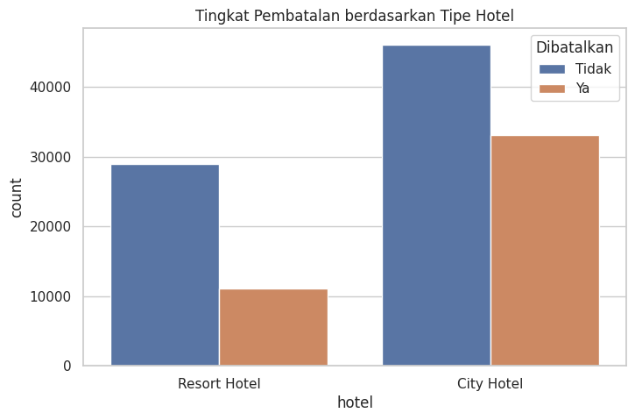 Tingkat Pembatalan berdasarkan Tipe Hotel
Dibatalkan
Tidak
Ya
40000
30000
20000
10000
0
count
Resort Hotel
City Hotel
hotel